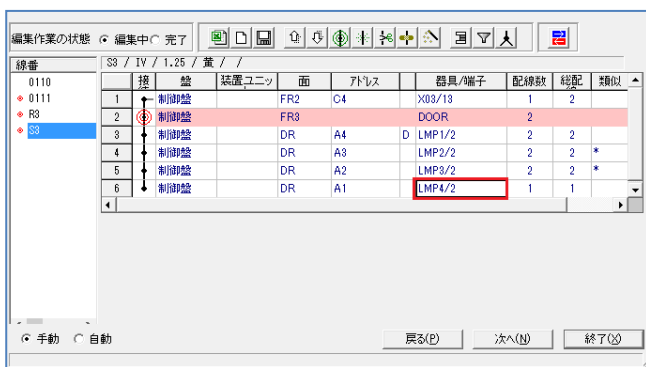 編集作業の状態 編集中 完了
線番
S3 / IV / 1.25 / 黄 / /
0110
0111
R3
S3
接 盤 装置ユニッ 面 アドレス 器具/端子 配線数 総配 類似
1 制御盤 FR2 C4 X03/13 1 2
2 制御盤 FR3 DOOR 2
3 制御盤 DR A4 D LMP1/2 2 2
4 制御盤 DR A3 LMP2/2 2 2 *
5 制御盤 DR A2 LMP3/2 2 2 *
6 制御盤 DR A1 LMP4/2 1 1
手動 自動 戻る(P) 次へ(N) 終了(X)